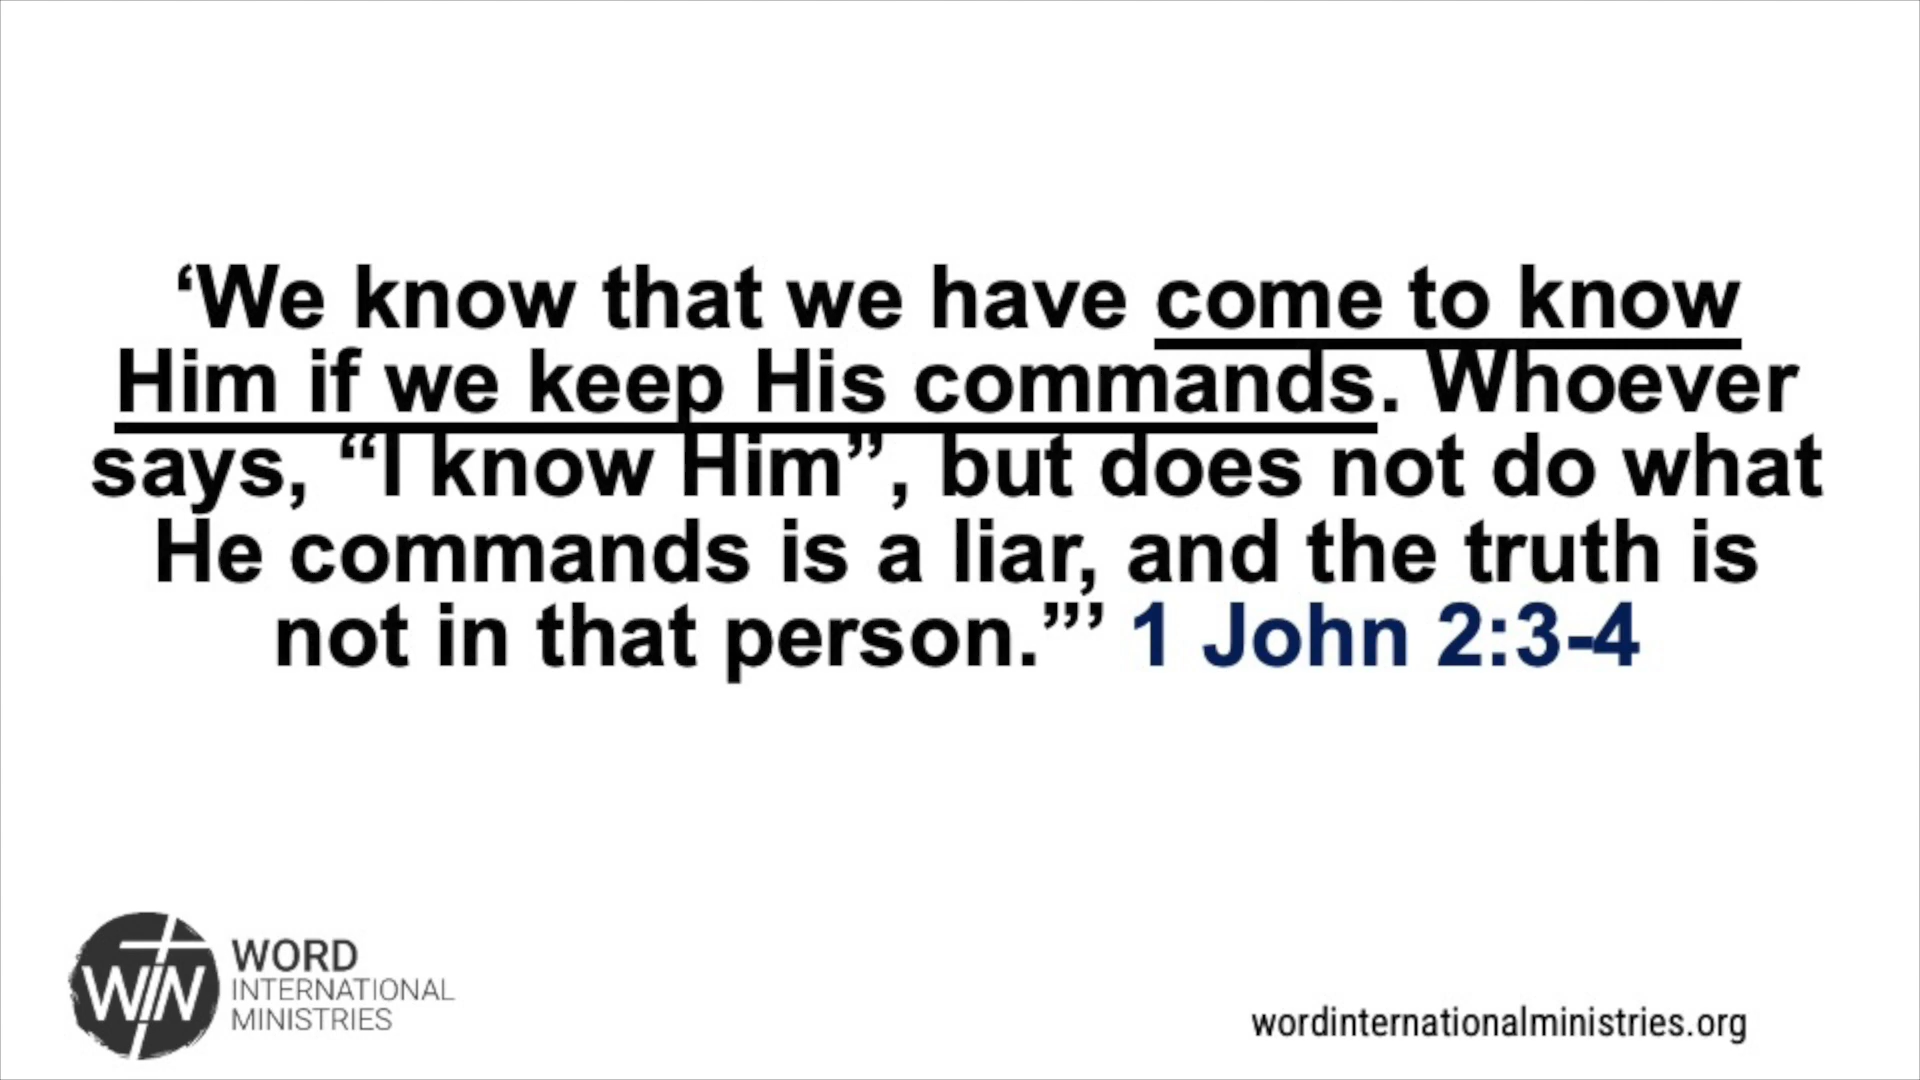 ‘We know that we have come to know
Him if we keep His commands. Whoever
says, “I know Him”, but does not do what
He commands is a liar, and the truth is
not in that person.”’ 1 John 2:3-4
WIN
WORD
INTERNATIONAL
MINISTRIES
wordinternationalministries.org